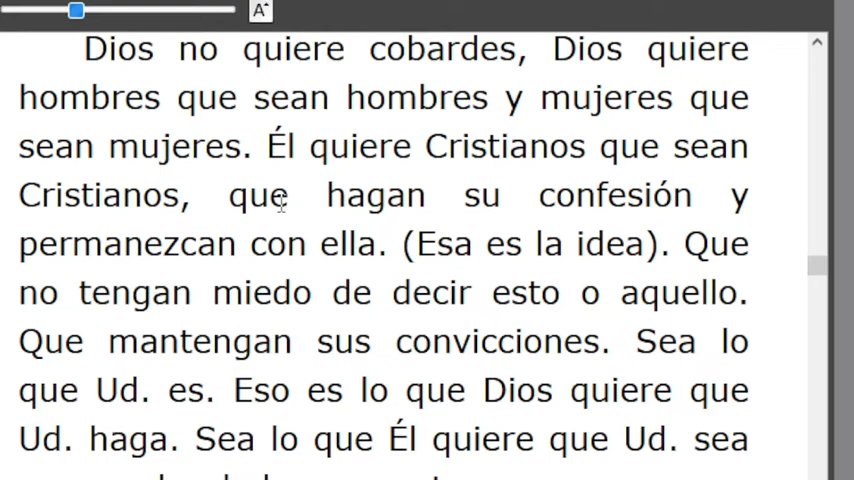 A
Dios no quiere cobardes, Dios quiere
hombres que sean hombres y mujeres que
sean mujeres. Él quiere Cristianos que sean
Cristianos, que hagan su confesión y
permanezcan con ella. (Esa es la idea). Que
no tengan miedo de decir esto o aquello.
Que mantengan sus convicciones. Sea lo
que Ud. es. Eso es lo que Dios quiere que
Ud. haga. Sea lo que Él quiere que Ud. sea